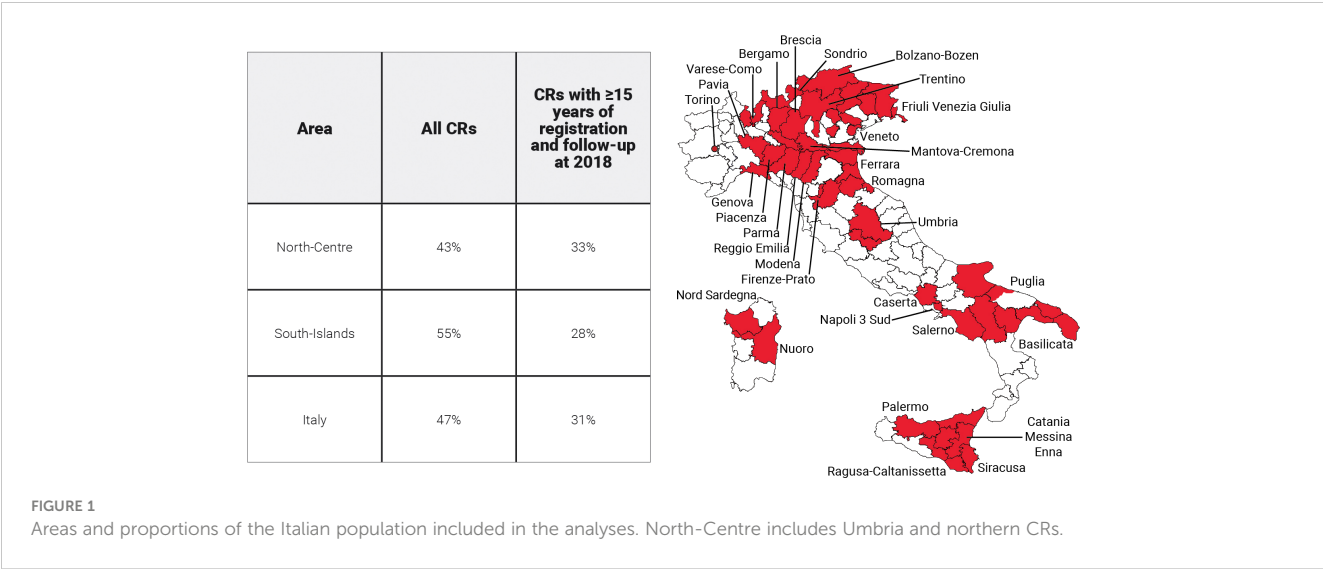 Area
All CRs
CRs with ≥15
years of
registration
and follow-up
at 2018
North-Centre
43%
33%
South-Islands
55%
28%
Italy
47%
31%
Brescia
Bergamo
Sondrio
Bolzano-Bozen
Varese-Como
Trentino
Pavia
Torino
Friuli Venezia Giulia
Veneto
Mantova-Cremona
Ferrara
Romagna
Genova
Piacenza
Umbria
Parma
Reggio Emilia
Modena
Firenze-Prato
Puglia
Nord Sardegna
Caserta
Napoli 3 Sud
Salerno
Basilicata
Nuoro
Palermo
Catania
Messina
Enna
Ragusa-Caltanissetta
Siracusa
FIGURE 1
Areas and proportions of the Italian population included in the analyses. North-Centre includes Umbria and northern CRs.